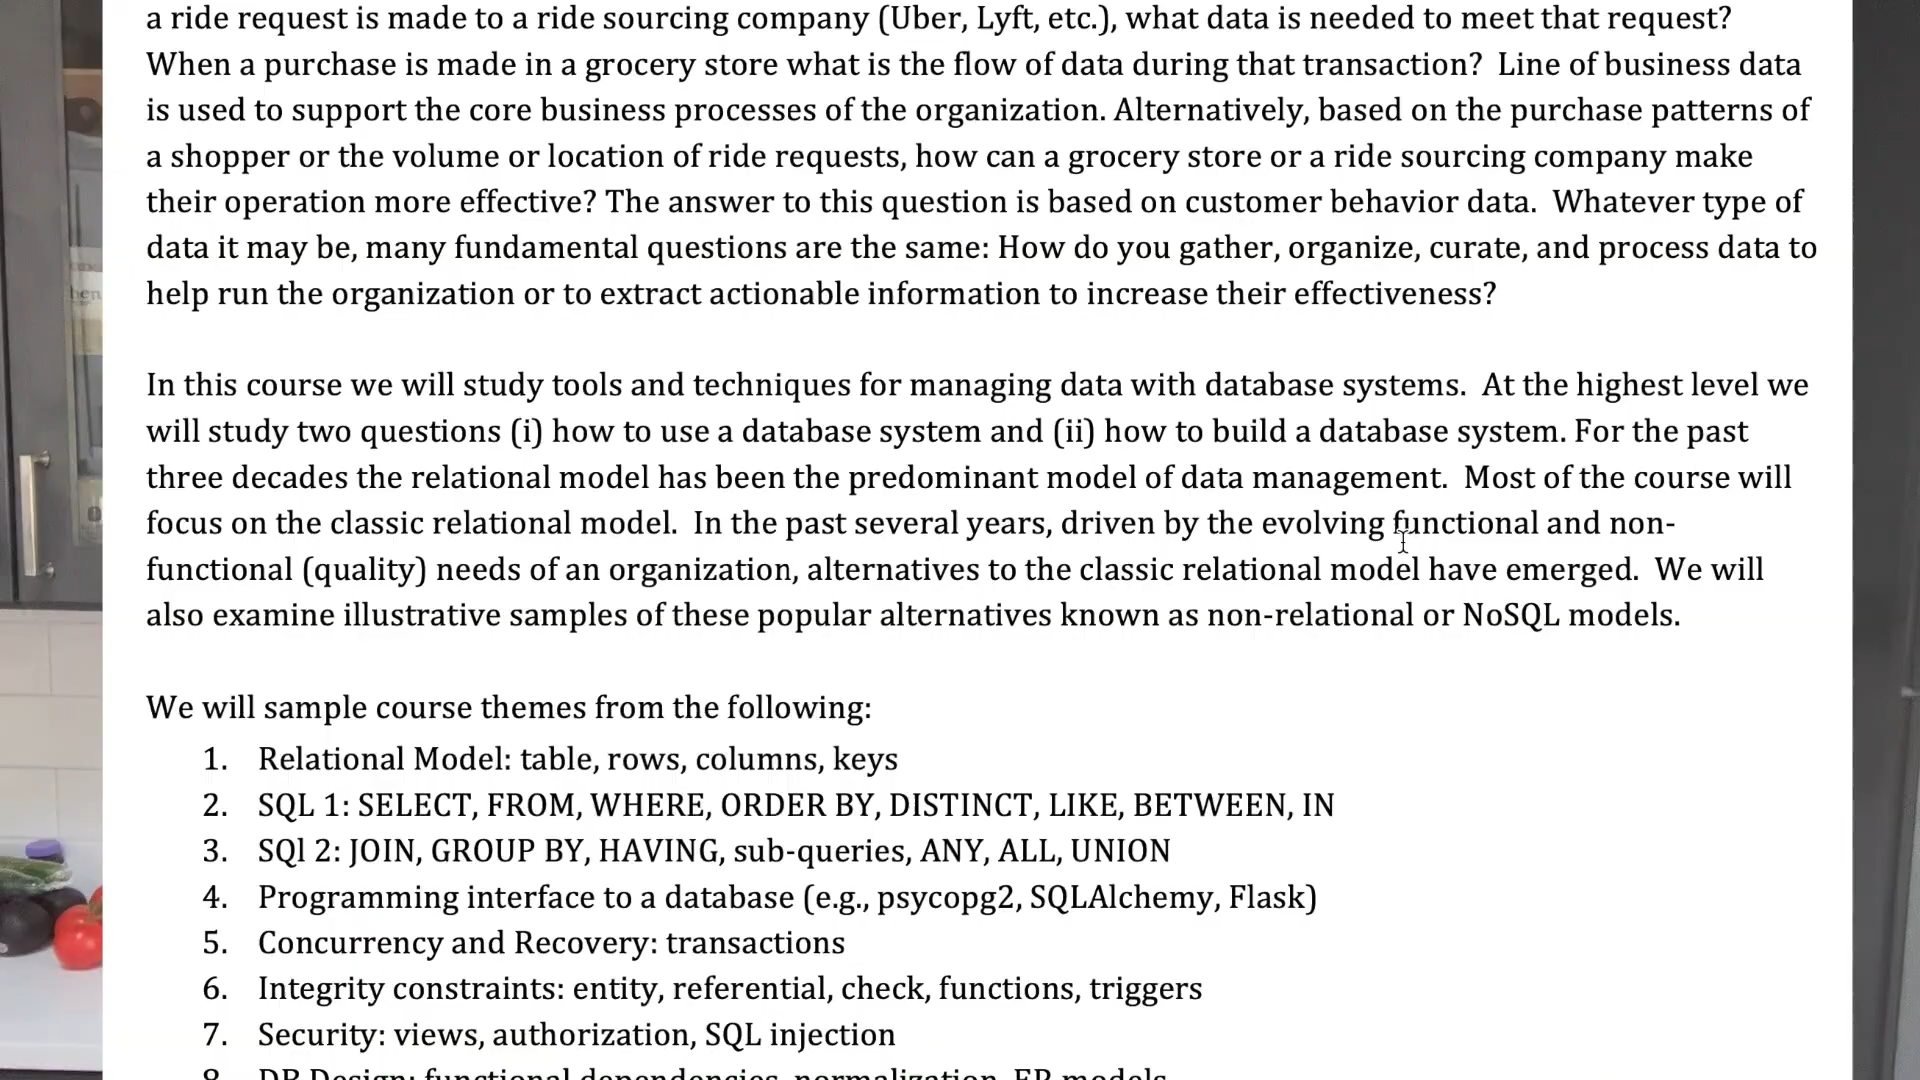 a ride request is made to a ride sourcing company (Uber, Lyft, etc.), what data is needed to meet that request?
When a purchase is made in a grocery store what is the flow of data during that transaction?  Line of business data
is used to support the core business processes of the organization. Alternatively, based on the purchase patterns of
a shopper or the volume or location of ride requests, how can a grocery store or a ride sourcing company make
their operation more effective? The answer to this question is based on customer behavior data.  Whatever type of
data it may be, many fundamental questions are the same: How do you gather, organize, curate, and process data to
help run the organization or to extract actionable information to increase their effectiveness?
In this course we will study tools and techniques for managing data with database systems.  At the highest level we
will study two questions (i) how to use a database system and (ii) how to build a database system. For the past
three decades the relational model has been the predominant model of data management.  Most of the course will
focus on the classic relational model.  In the past several years, driven by the evolving functional and non-
functional (quality) needs of an organization, alternatives to the classic relational model have emerged.  We will
also examine illustrative samples of these popular alternatives known as non-relational or NoSQL models.
We will sample course themes from the following:
1. Relational Model: table, rows, columns, keys
2. SQL 1: SELECT, FROM, WHERE, ORDER BY, DISTINCT, LIKE, BETWEEN, IN
3. SQl 2: JOIN, GROUP BY, HAVING, sub-queries, ANY, ALL, UNION
4. Programming interface to a database (e.g., psycopg2, SQLAlchemy, Flask)
5. Concurrency and Recovery: transactions
6. Integrity constraints: entity, referential, check, functions, triggers
7. Security: views, authorization, SQL injection
8. DB Design: functional dependencies, normalization, ER models